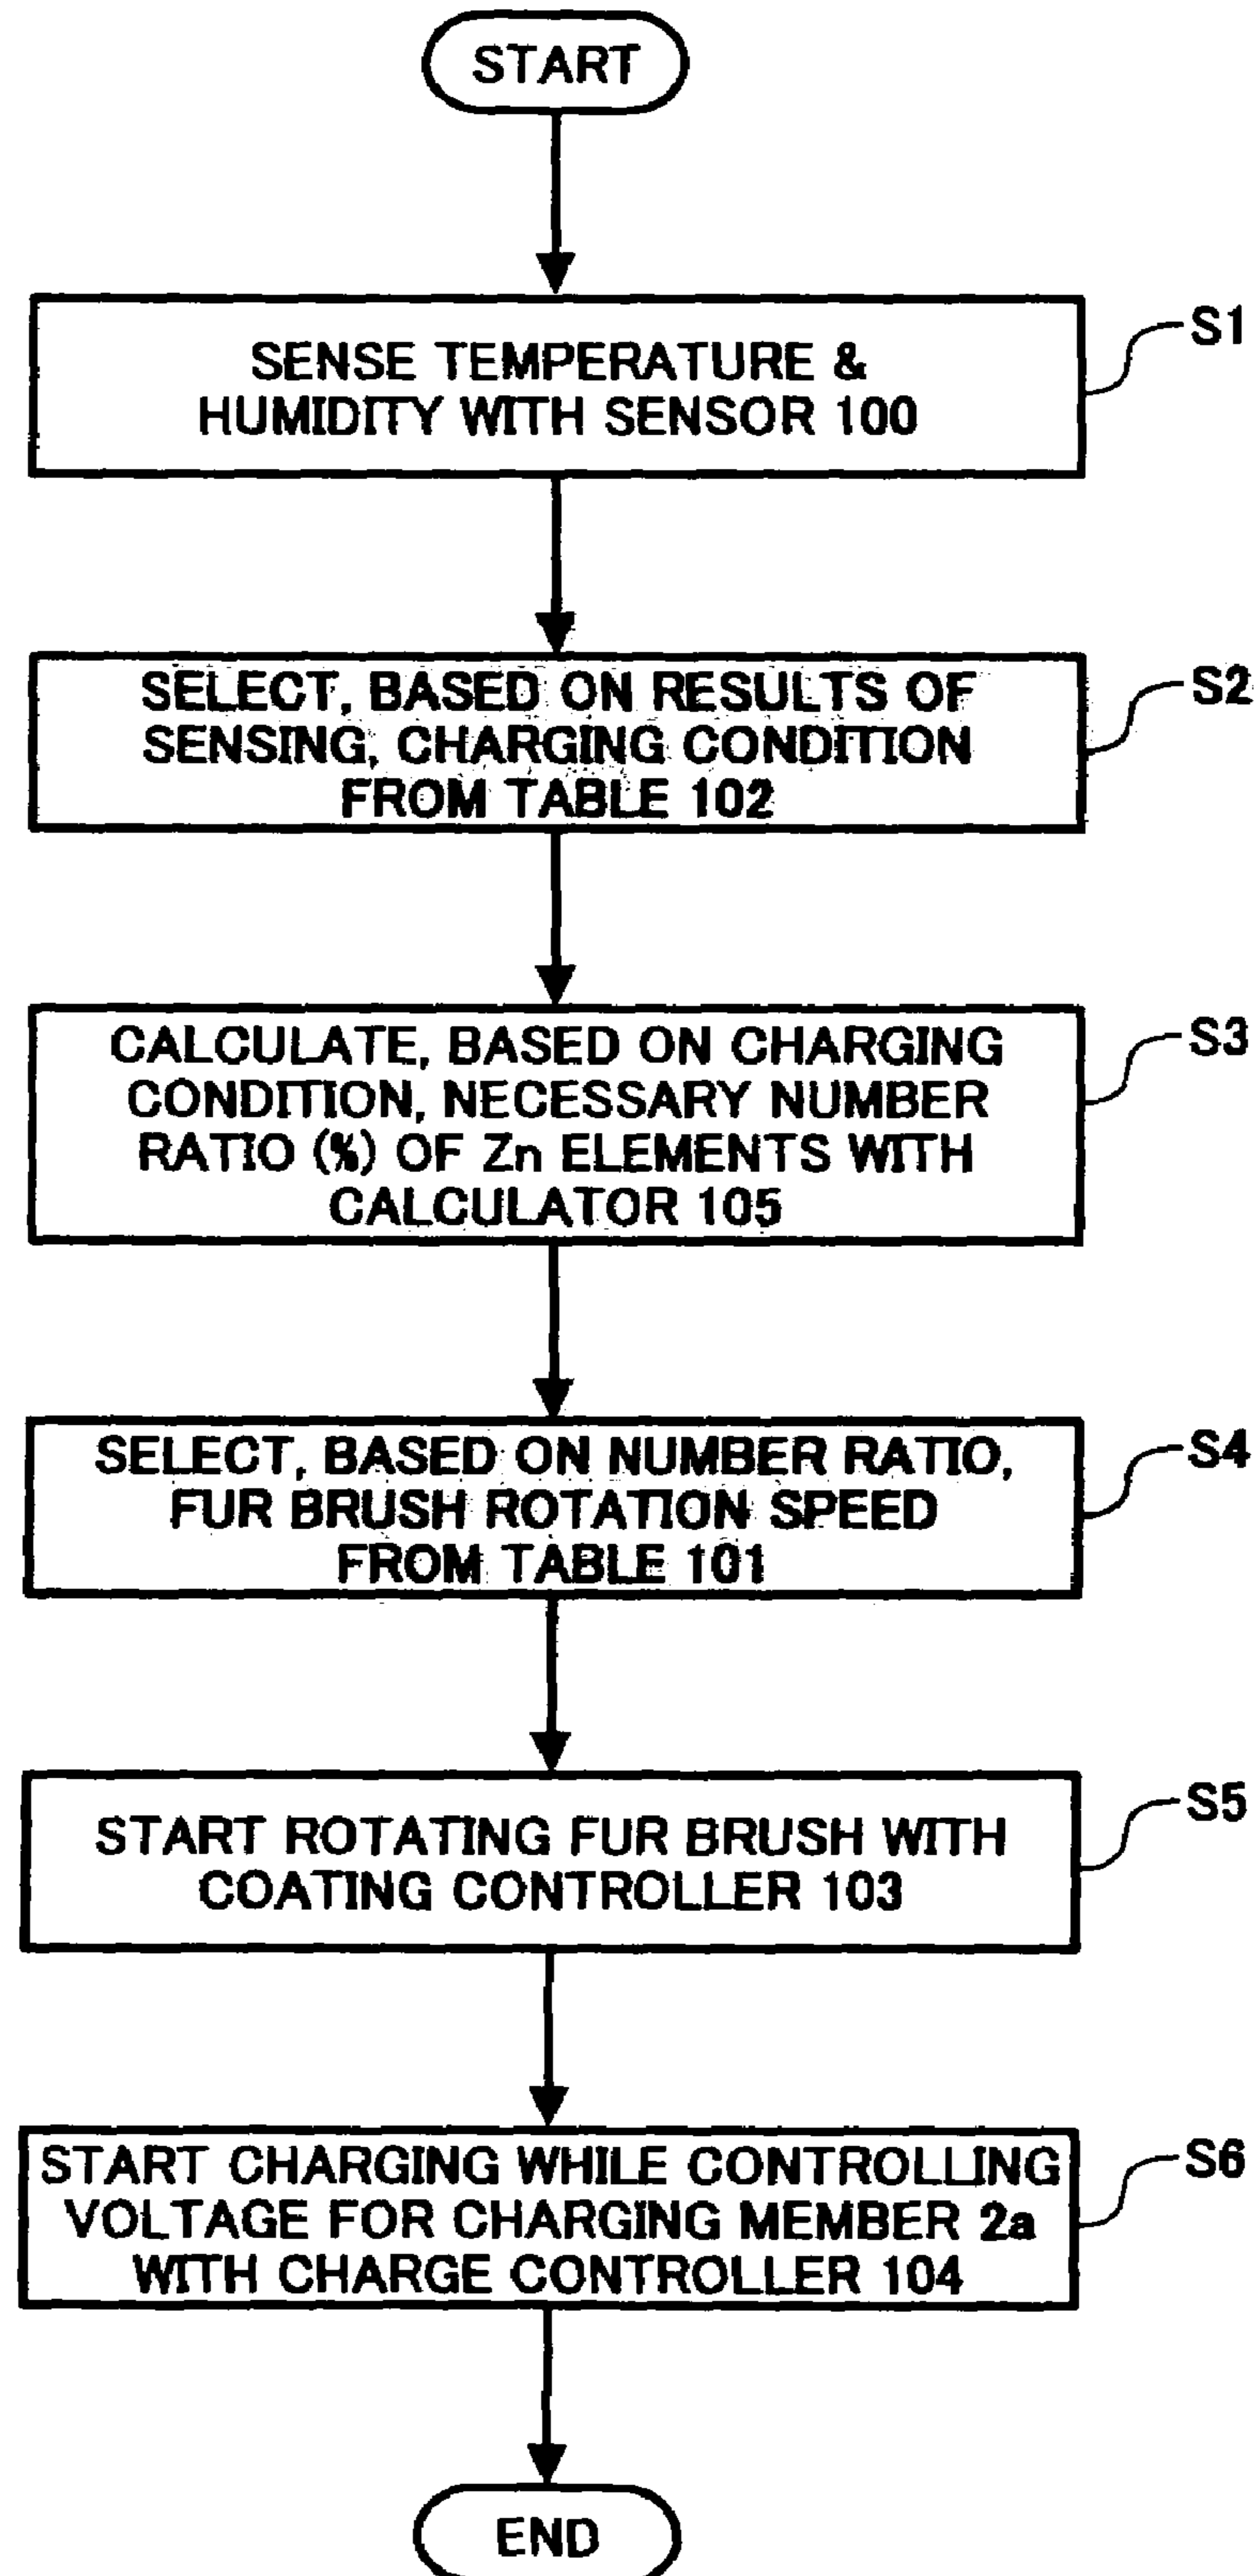 START
SENSE TEMPERATURE &
HUMIDITY WITH SENSOR 100
S1
SELECT, BASED ON RESULTS OF
SENSING, CHARGING CONDITION
FROM TABLE 102
S2
CALCULATE, BASED ON CHARGING
CONDITION, NECESSARY NUMBER
RATIO (%) OF Zn ELEMENTS WITH
CALCULATOR 105
S3
SELECT, BASED ON NUMBER RATIO,
FUR BRUSH ROTATION SPEED
FROM TABLE 101
S4
START ROTATING FUR BRUSH WITH
COATING CONTROLLER 103
S5
START CHARGING WHILE CONTROLLING
VOLTAGE FOR CHARGING MEMBER 2a
WITH CHARGE CONTROLLER 104
S6
END